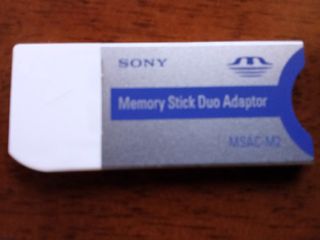 SONY
Memory Stick Duo Adaptor
MSAC-M2